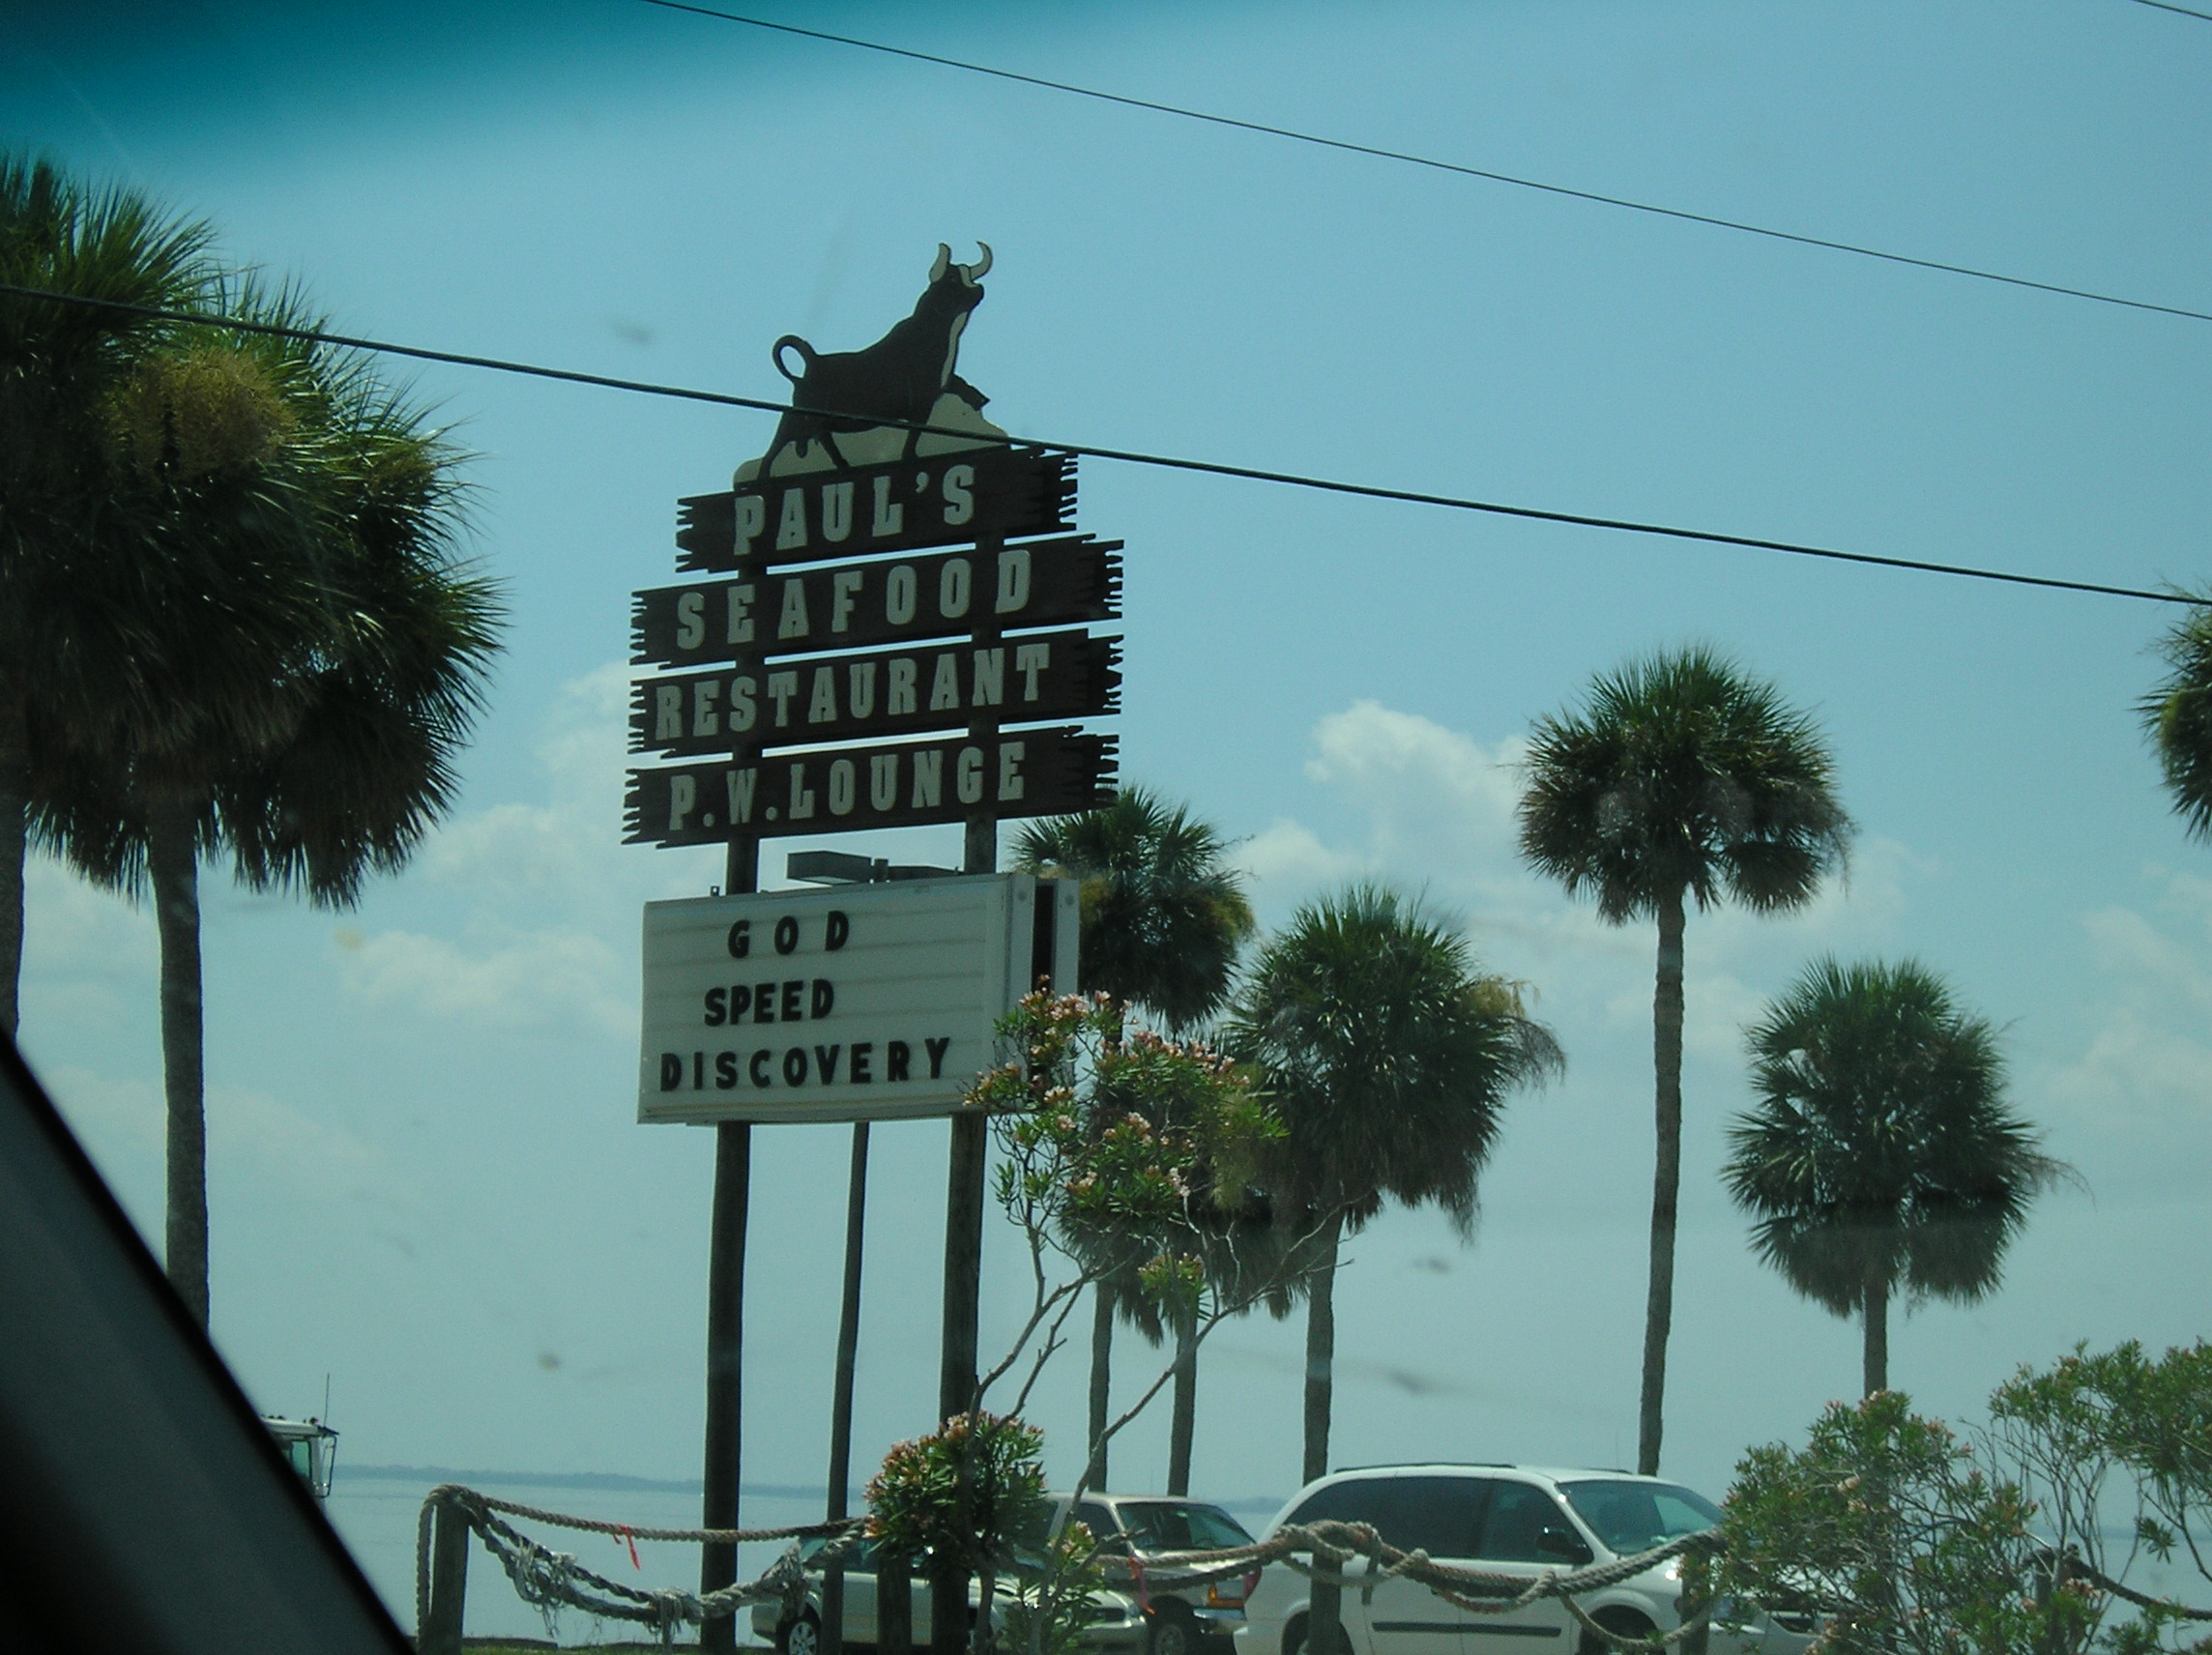 PAUL'S
SEAFOOD
RESTAURANT
P.W.LOUNGE
GOD
SPEED
DISCOVERY